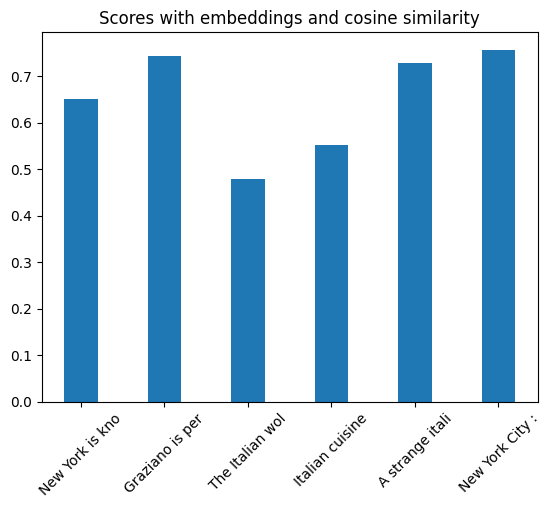 Scores with embeddings and cosine similarity
0.7
0.6
0.5
0.4
0.3
0.2
0.1
0.0
New York is kno
Graziano is per
The Italian wol
Italian cuisine
A strange itali
New York City :